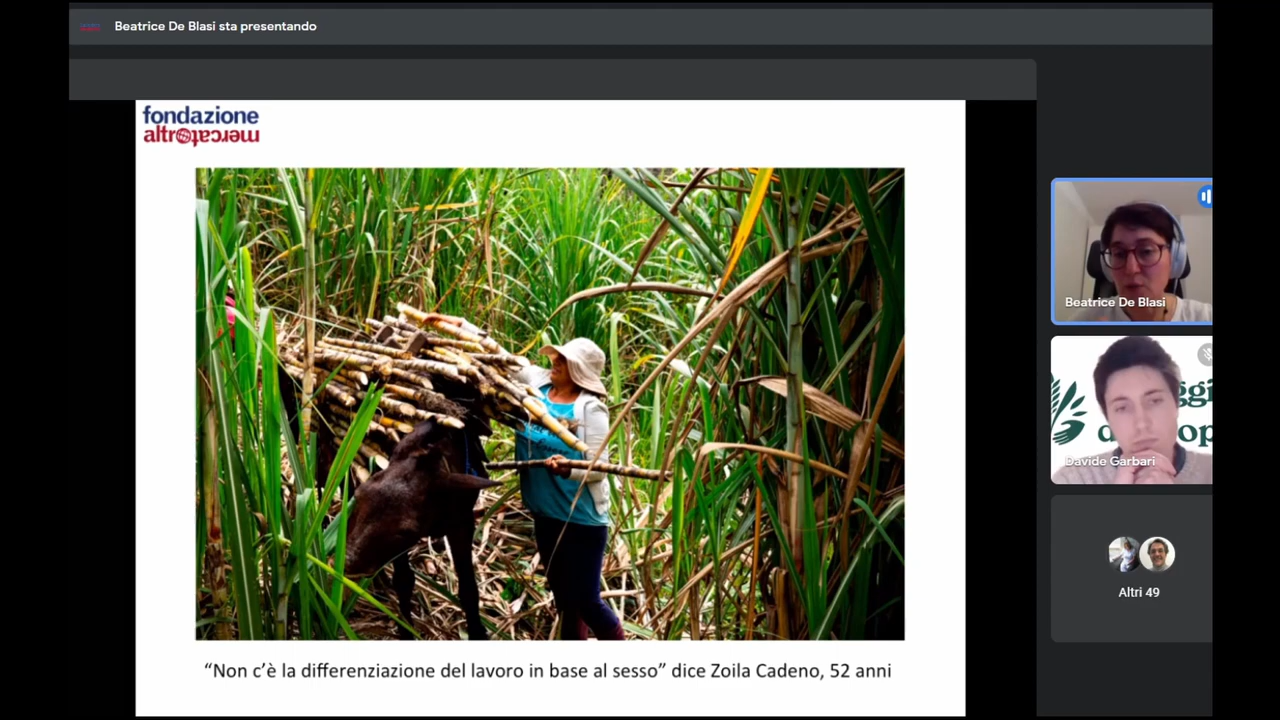 Beatrice De Blasi sta presentando
fondazione
altromercato
Beatrice De Blasi
Davide Garbari
Altri 49
“Non c’è la differenziazione del lavoro in base al sesso” dice Zoila Cadeno, 52 anni